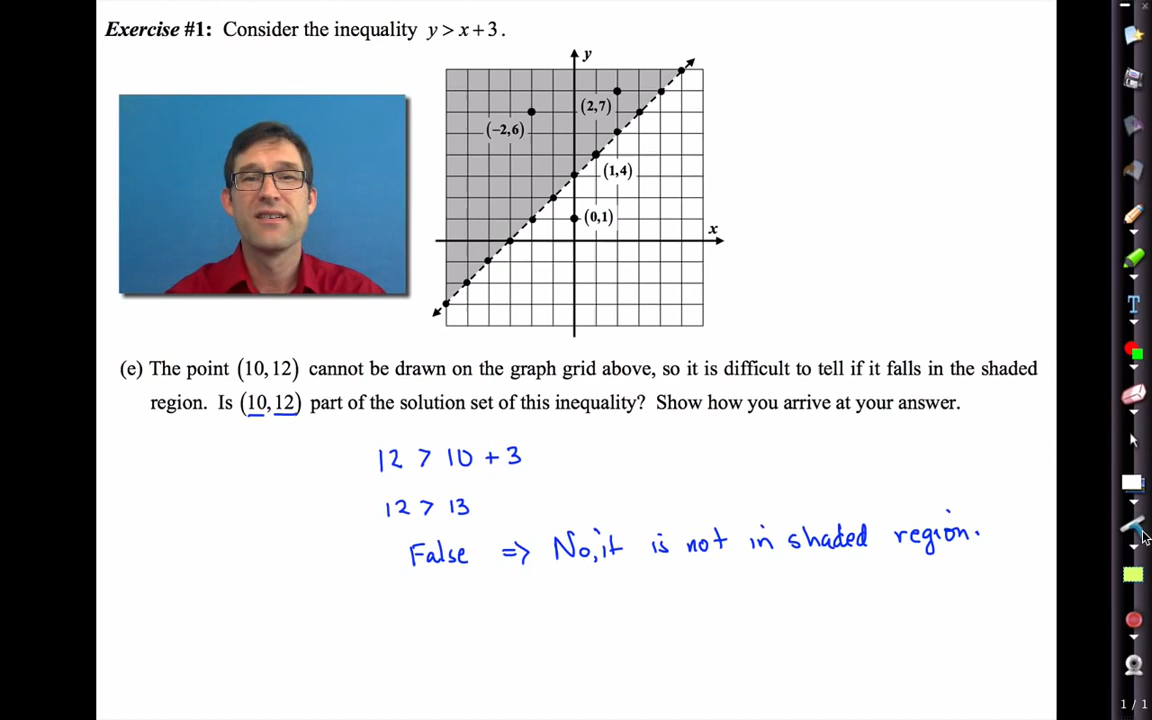 Exercise #1: Consider the inequality y > x + 3.
y
(2,7)
(−2,6)
(1,4)
(0,1)
x
(e) The point (10,12) cannot be drawn on the graph grid above, so it is difficult to tell if it falls in the shaded
region. Is (10,12) part of the solution set of this inequality? Show how you arrive at your answer.
12 > 10 + 3
12 > 13
False => No, it is not in shaded region.
T
1 / 1